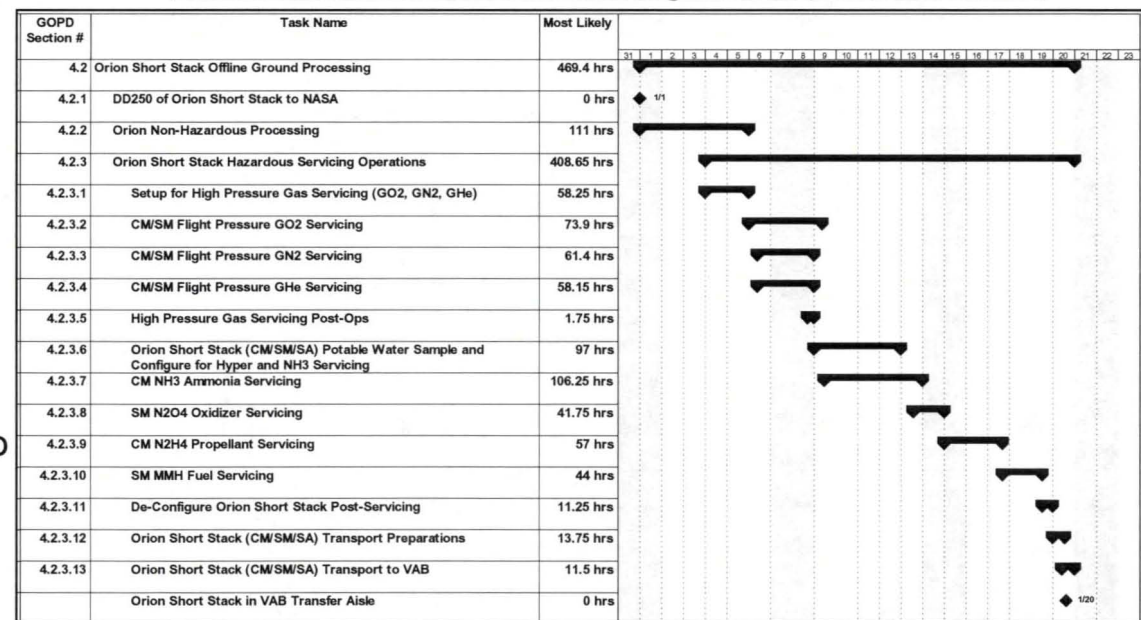 GOPD Task Name Most Likely
Section #
31 1 2 3 4 5 6 7 8 9 10 11 12 13 14 15 16 17 18 19 20 21 22 23
4.2 Orion Short Stack Offline Ground Processing 469.4 hrs
4.2.1 DD250 of Orion Short Stack to NASA 0 hrs 1/1
4.2.2 Orion Non-Hazardous Processing 111 hrs
4.2.3 Orion Short Stack Hazardous Servicing Operations 408.65 hrs
4.2.3.1 Setup for High Pressure Gas Servicing (GO2, GN2, GHe) 58.25 hrs
4.2.3.2 CM/SM Flight Pressure GO2 Servicing 73.9 hrs
4.2.3.3 CM/SM Flight Pressure GN2 Servicing 61.4 hrs
4.2.3.4 CM/SM Flight Pressure GHe Servicing 58.15 hrs
4.2.3.5 High Pressure Gas Servicing Post-Ops 1.75 hrs
4.2.3.6 Orion Short Stack (CM/SM/SA) Potable Water Sample and 97 hrs
Configure for Hyper and NH3 Servicing
4.2.3.7 CM NH3 Ammonia Servicing 106.25 hrs
4.2.3.8 SM N2O4 Oxidizer Servicing 41.75 hrs
4.2.3.9 CM N2H4 Propellant Servicing 57 hrs
4.2.3.10 SM MMH Fuel Servicing 44 hrs
4.2.3.11 De-Configure Orion Short Stack Post-Servicing 11.25 hrs
4.2.3.12 Orion Short Stack (CM/SM/SA) Transport Preparations 13.75 hrs
4.2.3.13 Orion Short Stack (CM/SM/SA) Transport to VAB 11.5 hrs
Orion Short Stack in VAB Transfer Aisle 0 hrs 1/20